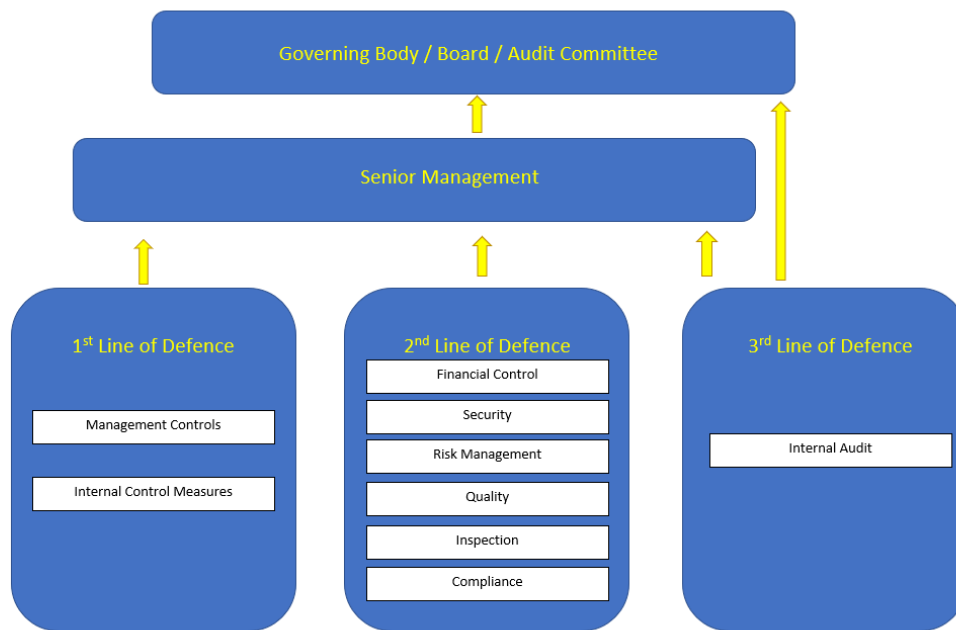 Governing Body / Board / Audit Committee
Senior Management
1st Line of Defence
Management Controls
Internal Control Measures
2nd Line of Defence
Financial Control
Security
Risk Management
Quality
Inspection
Compliance
3rd Line of Defence
Internal Audit